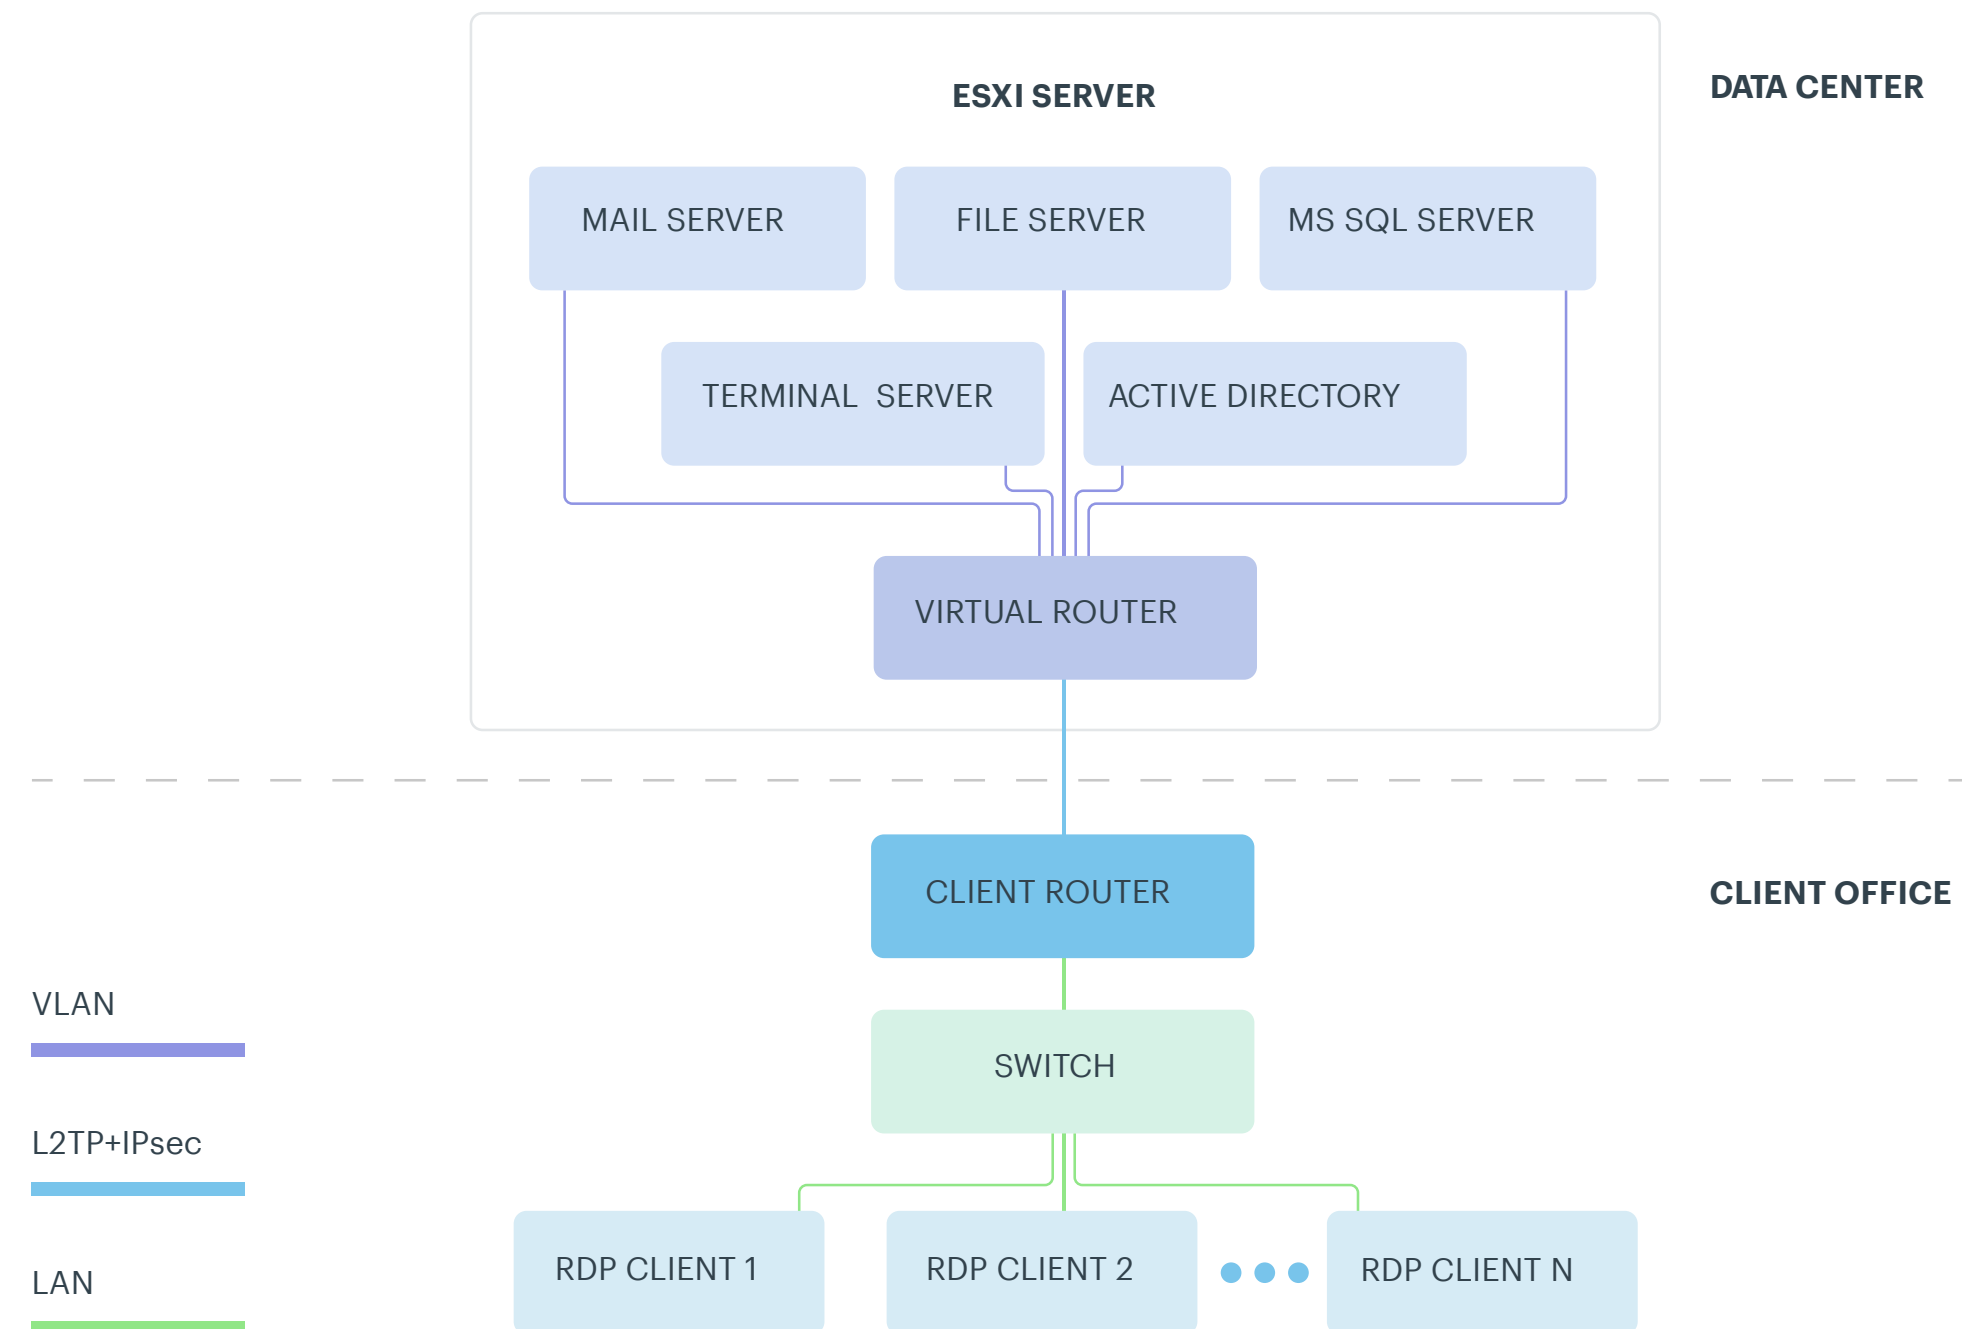 ESXI SERVER
DATA CENTER
MAIL SERVER
FILE SERVER
MS SQL SERVER
TERMINAL SERVER
ACTIVE DIRECTORY
VIRTUAL ROUTER
CLIENT ROUTER
CLIENT OFFICE
VLAN
SWITCH
L2TP+IPsec
LAN
RDP CLIENT 1
RDP CLIENT 2
RDP CLIENT N